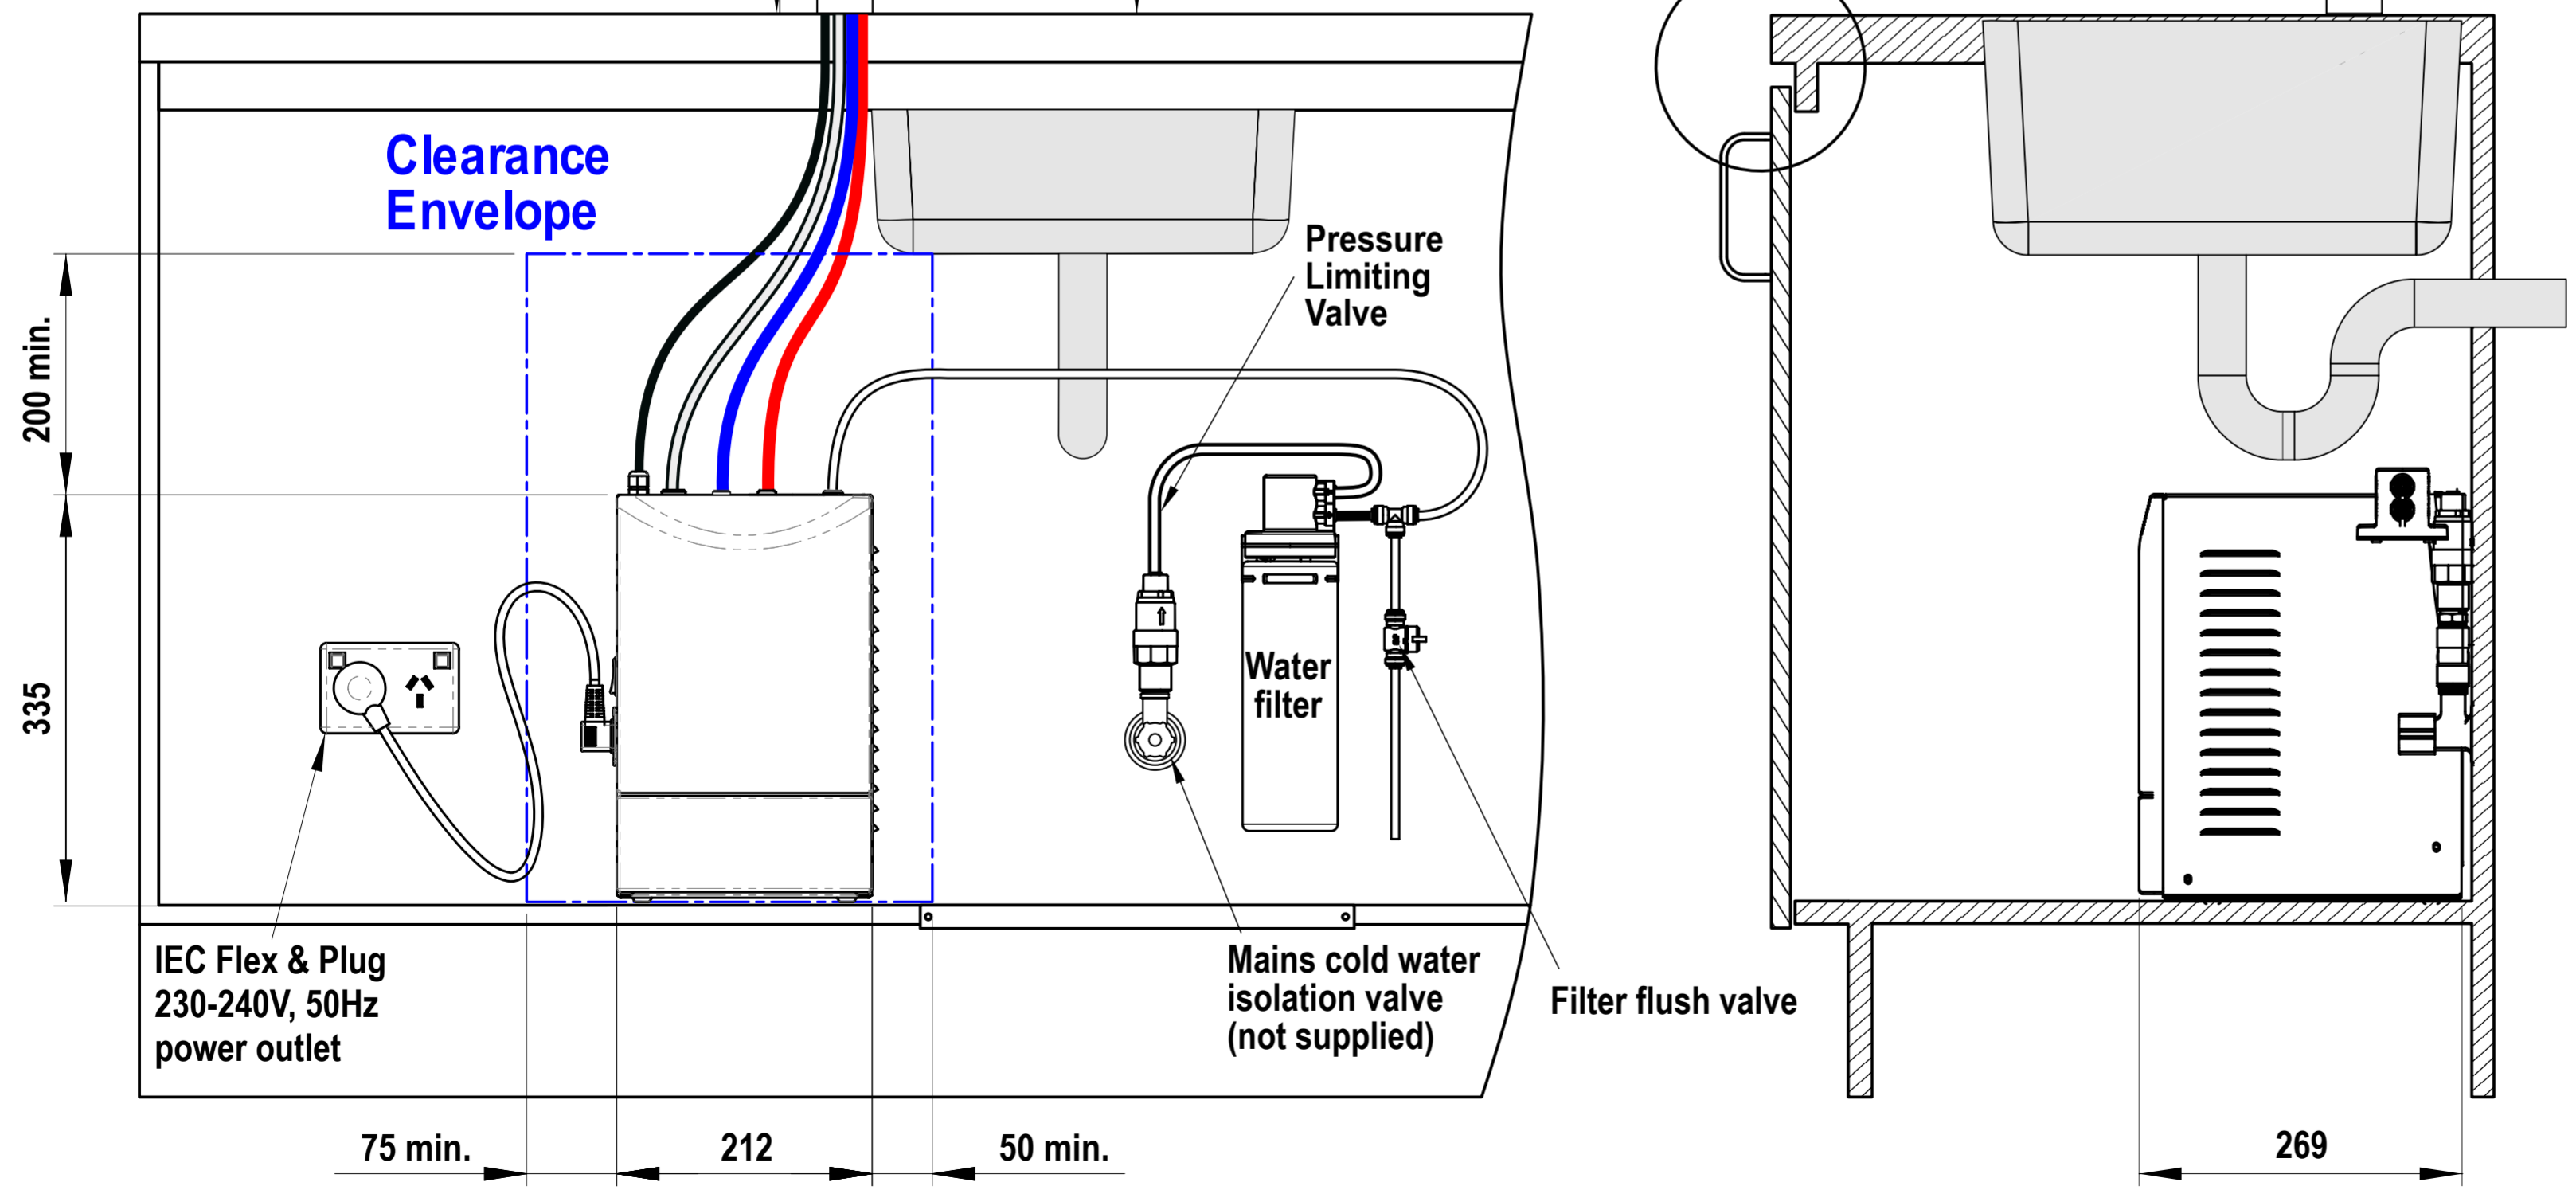 Clearance
Envelope
Pressure
Limiting
Valve
200 min.
335
Water
filter
IEC Flex & Plug
230-240V, 50Hz
power outlet
Mains cold water
isolation valve
(not supplied)
Filter flush valve
75 min.
212
50 min.
269